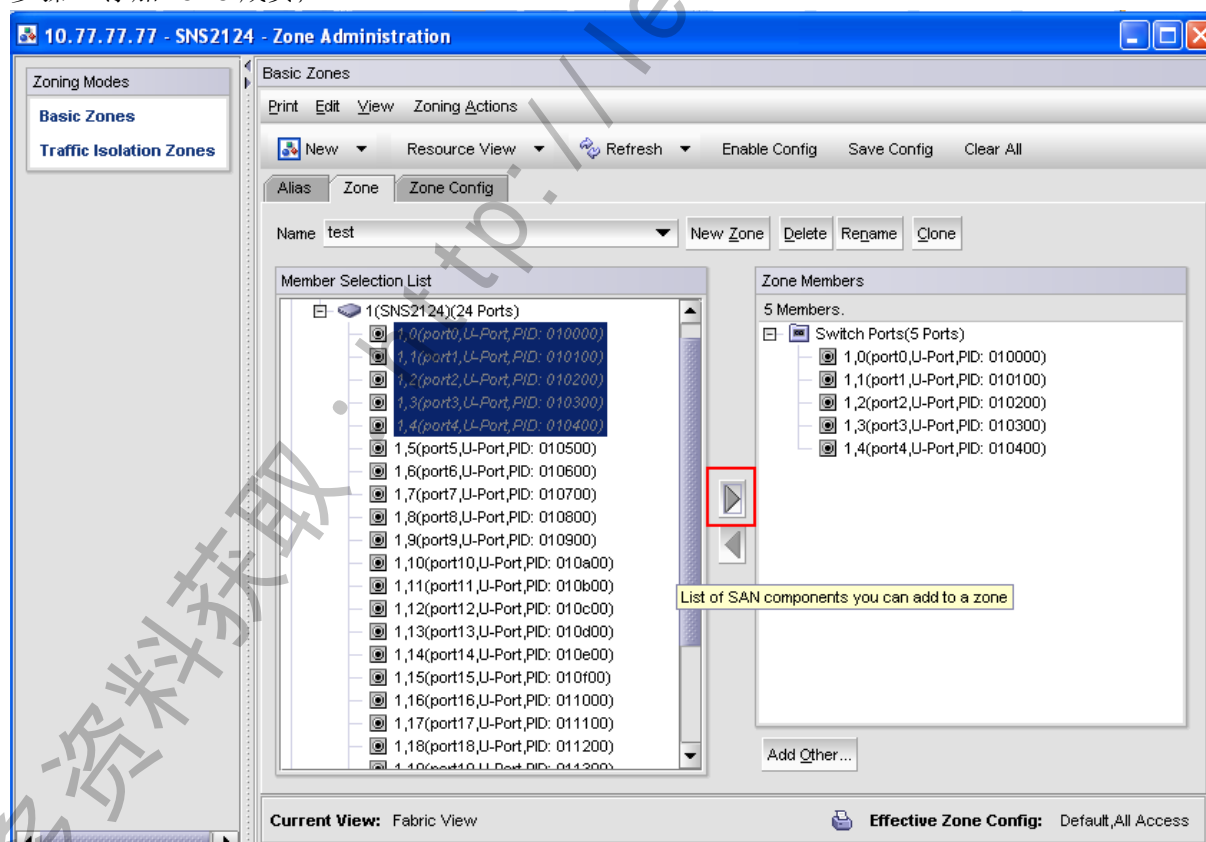 10.77.77.77 - SNS2124 - Zone Administration
Zoning Modes
Basic Zones
Traffic Isolation Zones
Basic Zones
Print Edit View Zoning Actions
New Resource View Refresh Enable Config Save Config Clear All
Alias Zone Zone Config
Name test New Zone Delete Rename Clone
Member Selection List
1(SNS2124)(24 Ports)
1,0(port0,U-Port,PID: 010000)
1,1(port1,U-Port,PID: 010100)
1,2(port2,U-Port,PID: 010200)
1,3(port3,U-Port,PID: 010300)
1,4(port4,U-Port,PID: 010400)
1,5(port5,U-Port,PID: 010500)
1,6(port6,U-Port,PID: 010600)
1,7(port7,U-Port,PID: 010700)
1,8(port8,U-Port,PID: 010800)
1,9(port9,U-Port,PID: 010900)
1,10(port10,U-Port,PID: 010a00)
1,11(port11,U-Port,PID: 010b00)
1,12(port12,U-Port,PID: 010c00)
1,13(port13,U-Port,PID: 010d00)
1,14(port14,U-Port,PID: 010e00)
1,15(port15,U-Port,PID: 010f00)
1,16(port16,U-Port,PID: 011000)
1,17(port17,U-Port,PID: 011100)
1,18(port18,U-Port,PID: 011200)
1,19(port19,U-Port,PID: 011300)
Zone Members
5 Members.
Switch Ports(5 Ports)
1,0(port0,U-Port,PID: 010000)
1,1(port1,U-Port,PID: 010100)
1,2(port2,U-Port,PID: 010200)
1,3(port3,U-Port,PID: 010300)
1,4(port4,U-Port,PID: 010400)
List of SAN components you can add to a zone
Add Other...
Current View: Fabric View
Effective Zone Config: Default,All Access
多资料获取:http://le